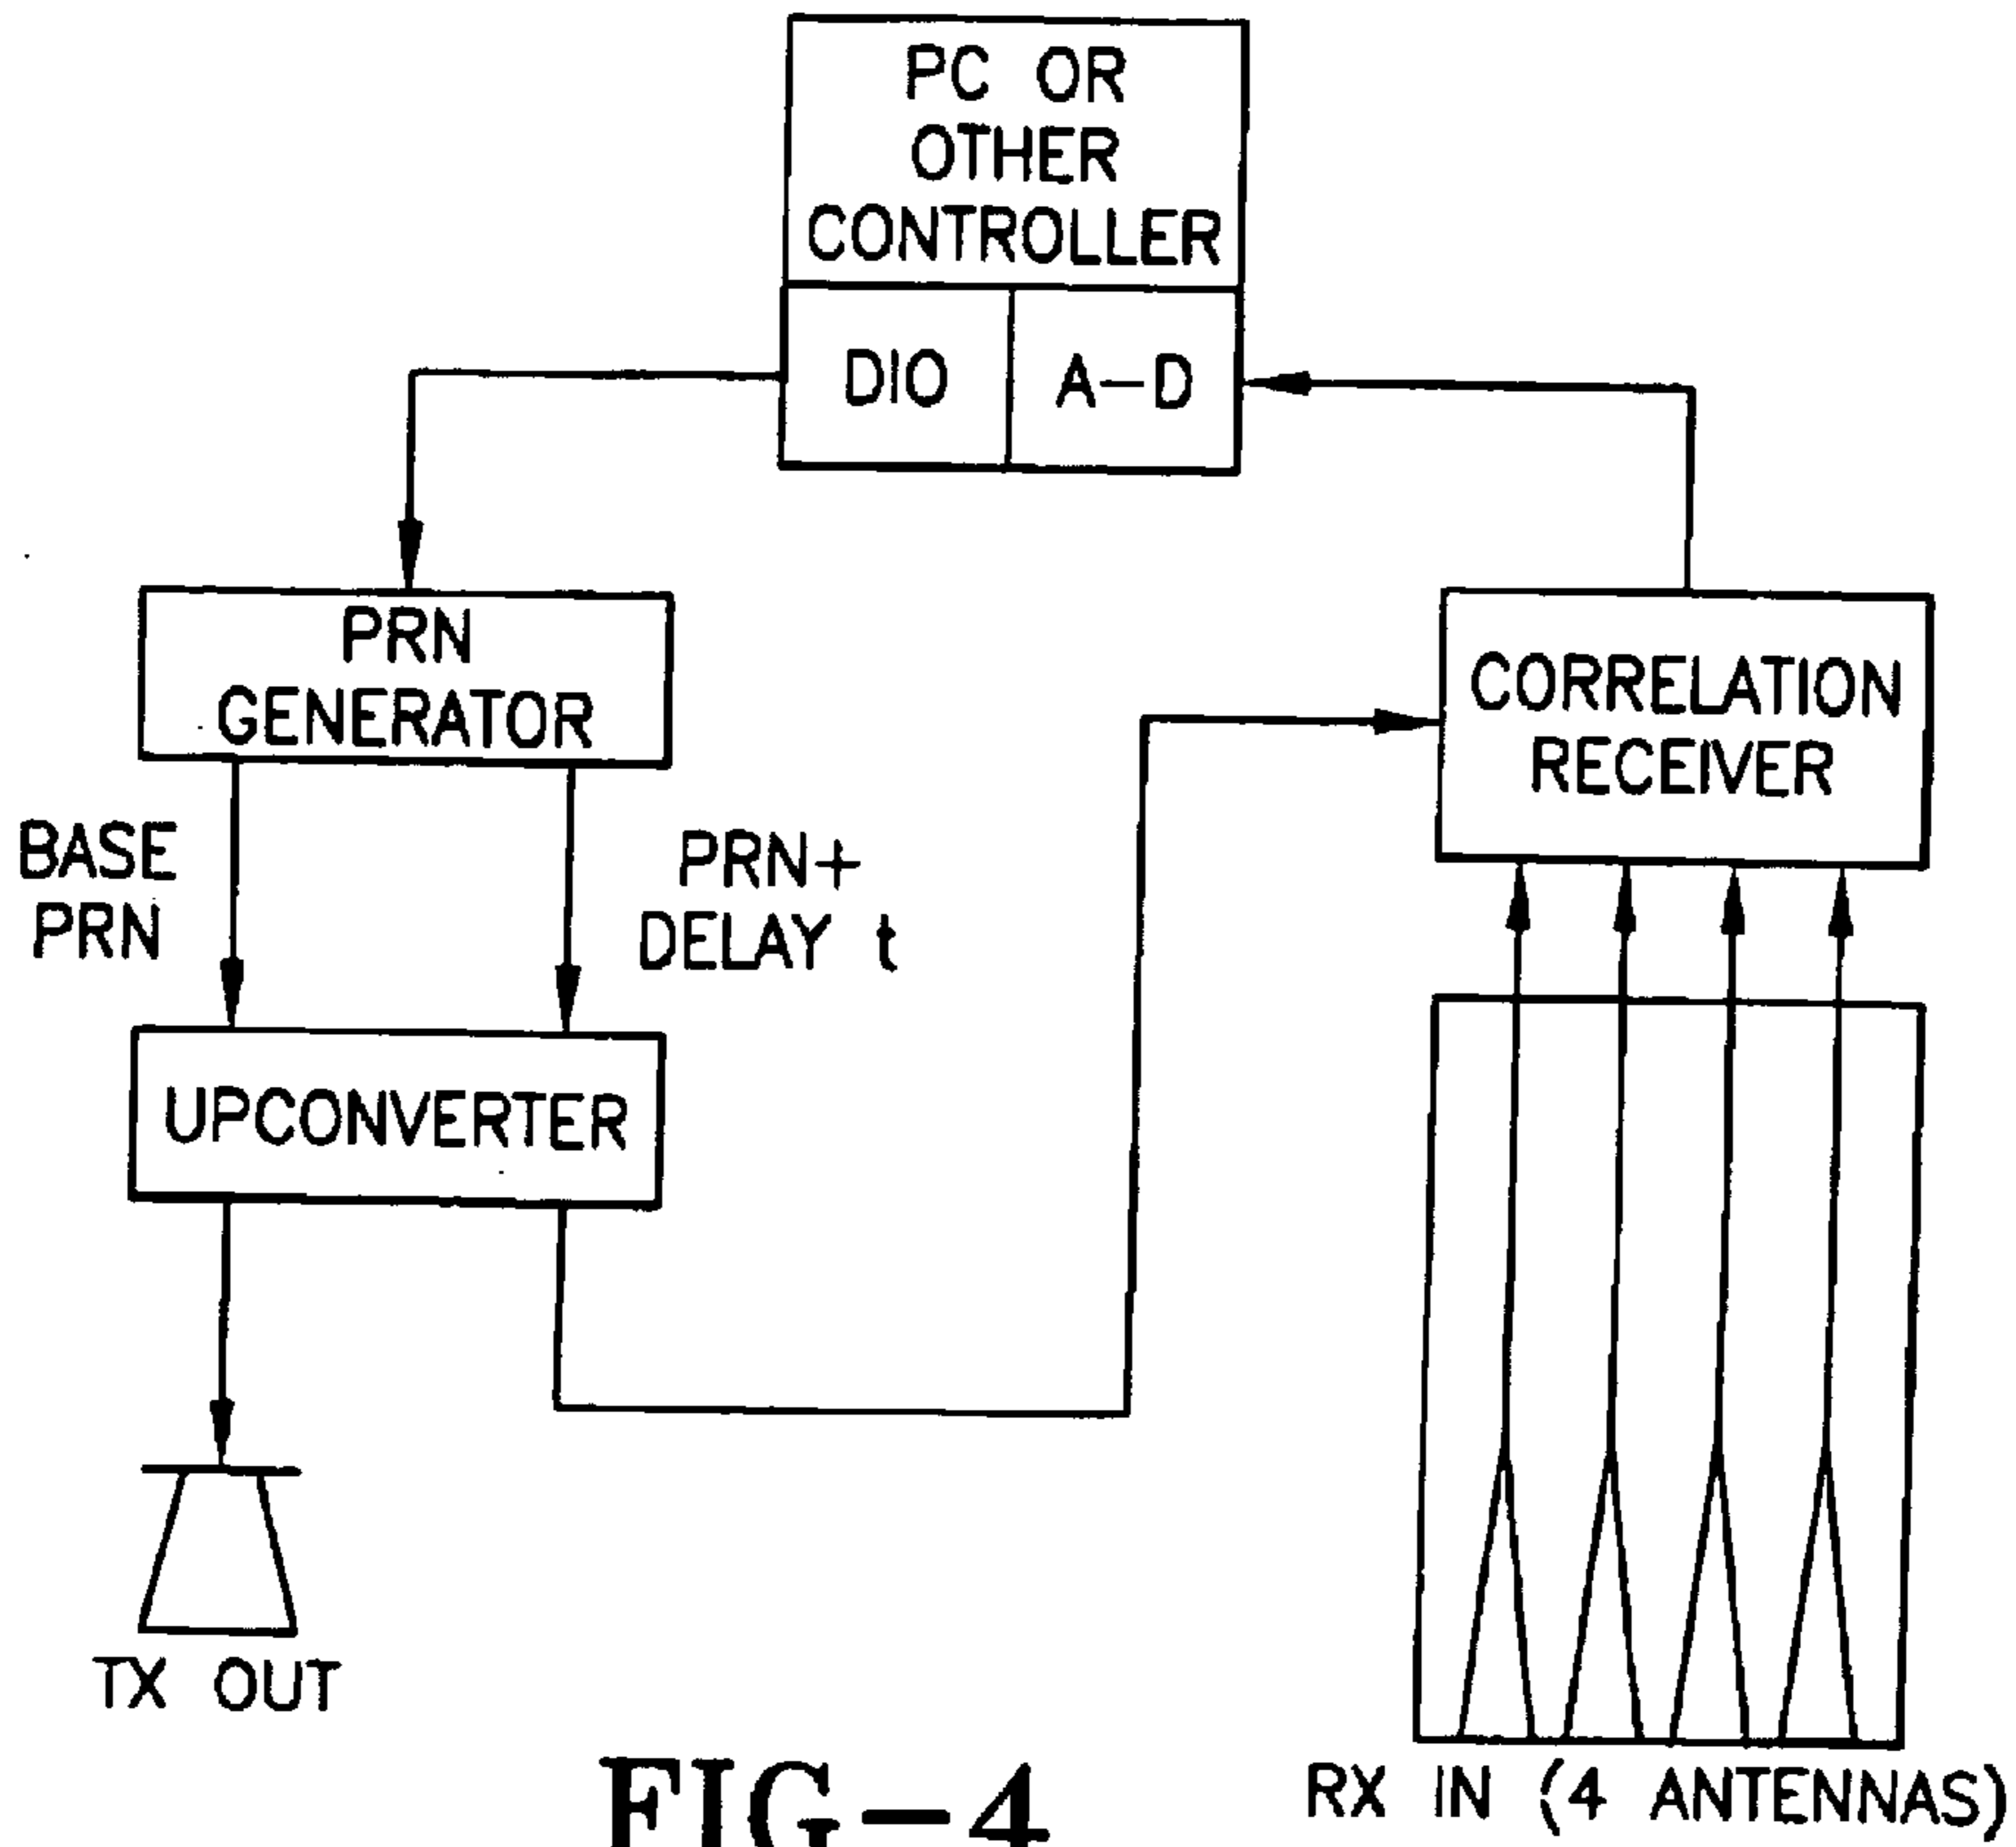 PC OR
OTHER
CONTROLLER
DIO
A-D
PRN
GENERATOR
CORRELATION
RECEIVER
BASE
PRN
PRN+
DELAY t
UPCONVERTER
TX OUT
RX IN (4 ANTENNAS)
FIG-4